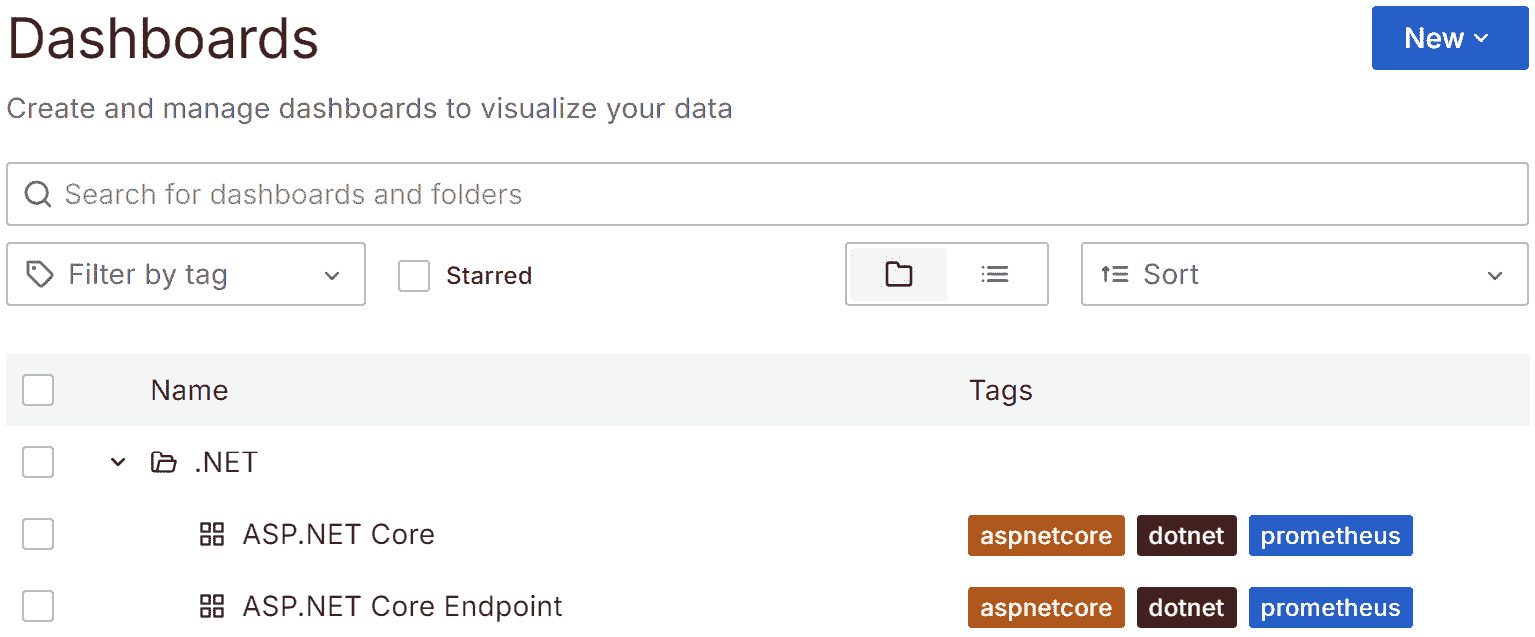 Dashboards
New
Create and manage dashboards to visualize your data
Search for dashboards and folders
Filter by tag Starred Sort
Name Tags
.NET
ASP.NET Core aspnetcore dotnet prometheus
ASP.NET Core Endpoint aspnetcore dotnet prometheus